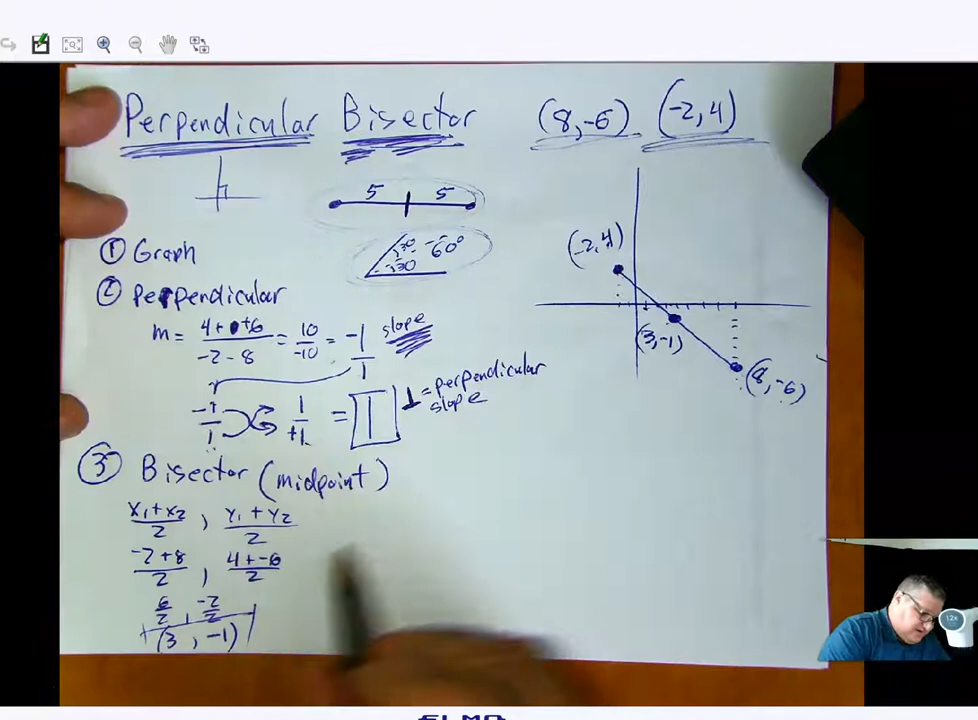 Perpendicular Bisector
(8,-6) (-2,4)
5 5
30 30 -60°
① Graph
② Perpendicular
m = 4+6/-2-8 = 10/-10 = -1/1 slope
-1/1 1/+1 = 1 ⊥ = perpendicular slope
③ Bisector (midpoint)
x₁+x₂/2 , y₁+y₂/2
-2+8/2 , 4+-6/2
6/2 , -2/2
(3, -1)
(-2,4)
(3,-1)
(8,-6)
12x
ELMO